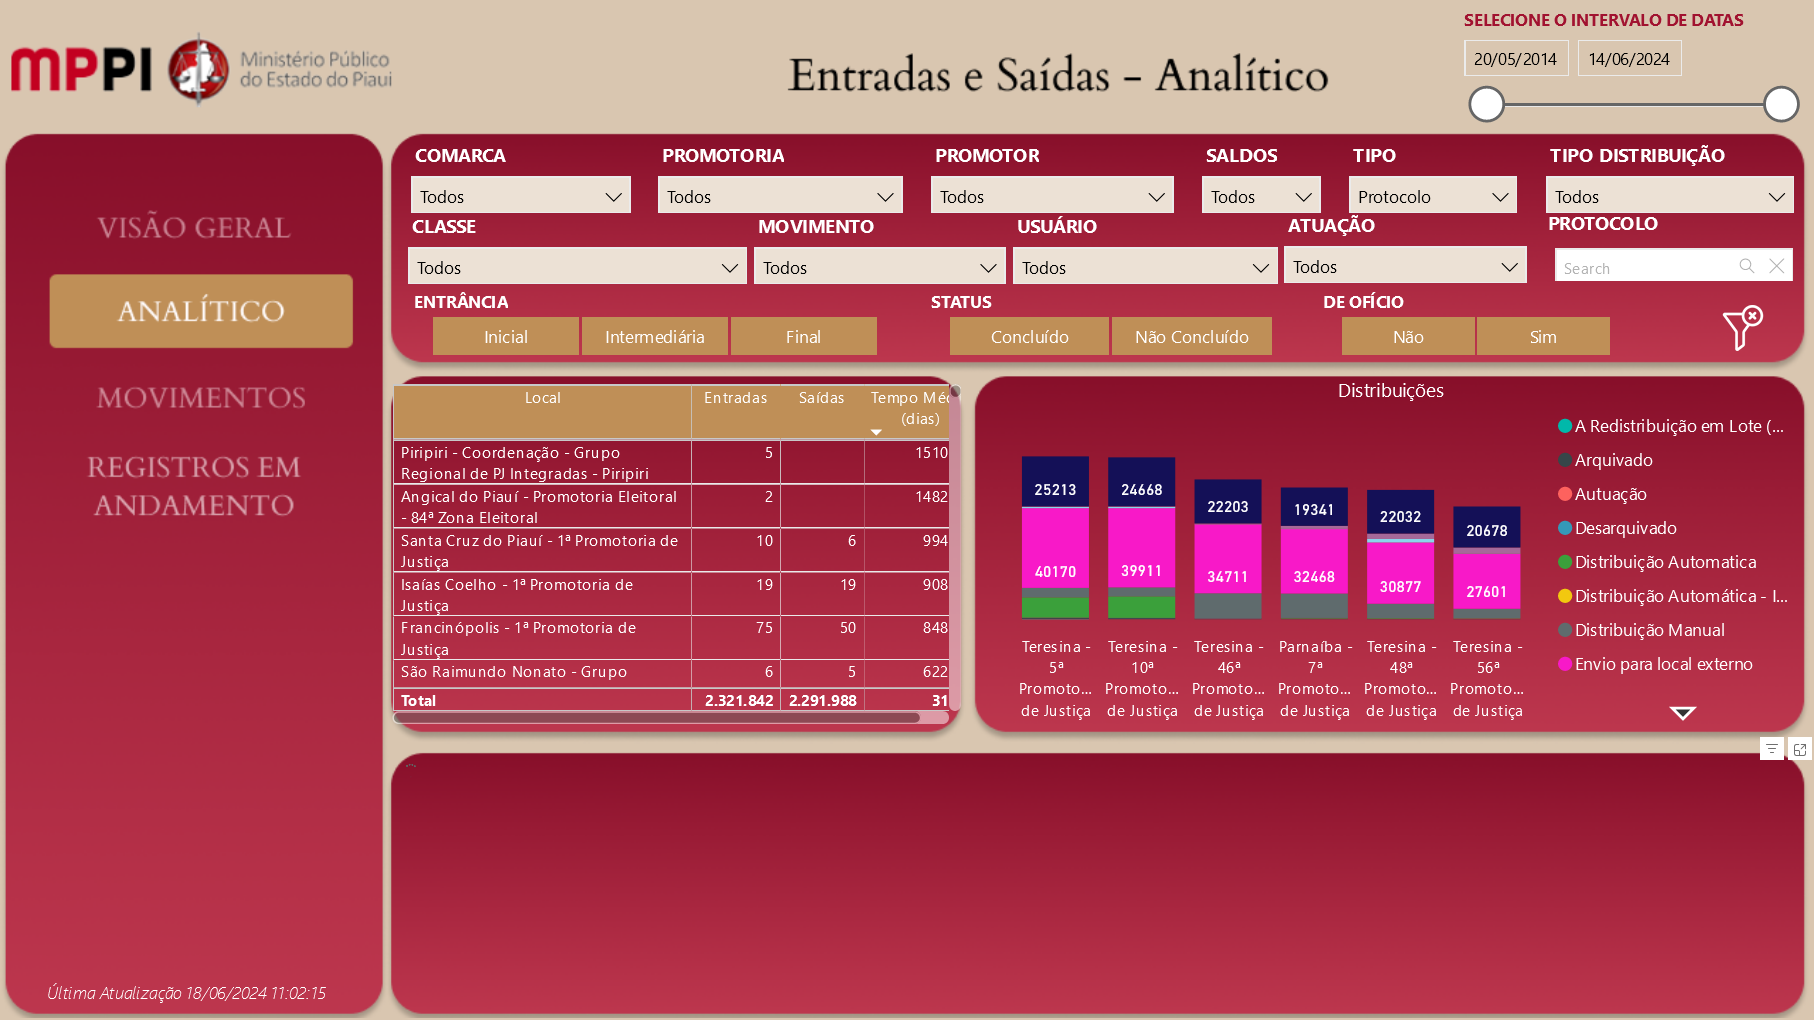 SELECIONE O INTERVALO DE DATAS
MPPI
Ministério Público
do Estado do Piauí
Entradas e Saídas - Analítico
20/05/2014
14/06/2024
COMARCA
PROMOTORIA
PROMOTOR
SALDOS
TIPO
TIPO DISTRIBUIÇÃO
Todos
Todos
Todos
Todos
Protocolo
Todos
CLASSE
MOVIMENTO
USUÁRIO
ATUAÇÃO
PROTOCOLO
Todos
Todos
Todos
Todos
Search
ENTRÂNCIA
STATUS
DE OFÍCIO
Inicial
Intermediária
Final
Concluído
Não Concluído
Não
Sim
VISÃO GERAL
ANALÍTICO
MOVIMENTOS
REGISTROS EM
ANDAMENTO
Última Atualização 18/06/2024 11:02:15
Local Entradas Saídas Tempo Méd
(dias)
Piripiri - Coordenação - Grupo 5 1510
Regional de PJ Integradas - Piripiri
Angical do Piauí - Promotoria Eleitoral 2 1482
- 84ª Zona Eleitoral
Santa Cruz do Piauí - 1ª Promotoria de 10 6 994
Justiça
Isaías Coelho - 1ª Promotoria de 19 19 908
Justiça
Francinópolis - 1ª Promotoria de 75 50 848
Justiça
São Raimundo Nonato - Grupo 6 5 622
Total 2.321.842 2.291.988 31
Distribuições
25213
24668
22203
19341
22032
20678
40170
39911
34711
32468
30877
27601
Teresina -
5ª
Promoto...
de Justiça
Teresina -
10ª
Promoto...
de Justiça
Teresina -
46ª
Promoto...
de Justiça
Parnaíba -
7ª
Promoto...
de Justiça
Teresina -
48ª
Promoto...
de Justiça
Teresina -
56ª
Promoto...
de Justiça
A Redistribuição em Lote (...
Arquivado
Autuação
Desarquivado
Distribuição Automatica
Distribuição Automática - I...
Distribuição Manual
Envio para local externo